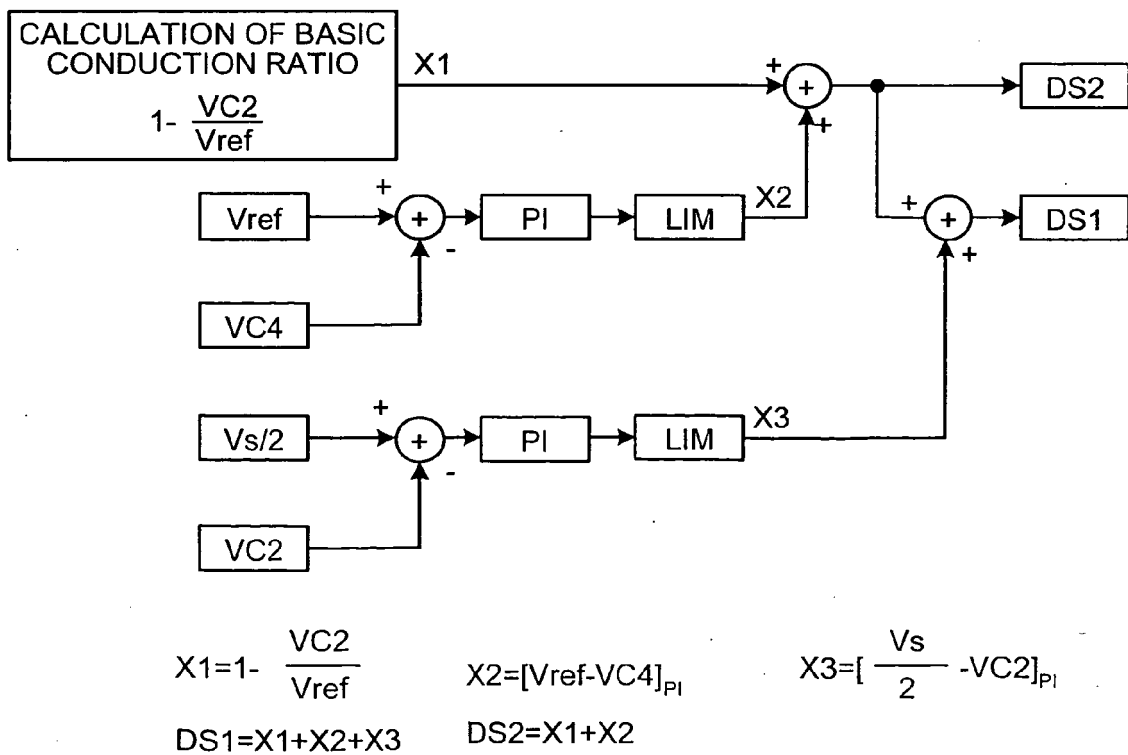 CALCULATION OF BASIC
CONDUCTION RATIO
1- VC2/Vref
X1
+
+
+
DS2
Vref
+
+
-
PI
LIM
X2
+
+
+
DS1
VC4
Vs/2
+
+
-
PI
LIM
X3
VC2
X1=1- VC2/Vref
X2=[Vref-VC4]PI
X3=[ Vs/2 -VC2]PI
DS1=X1+X2+X3
DS2=X1+X2